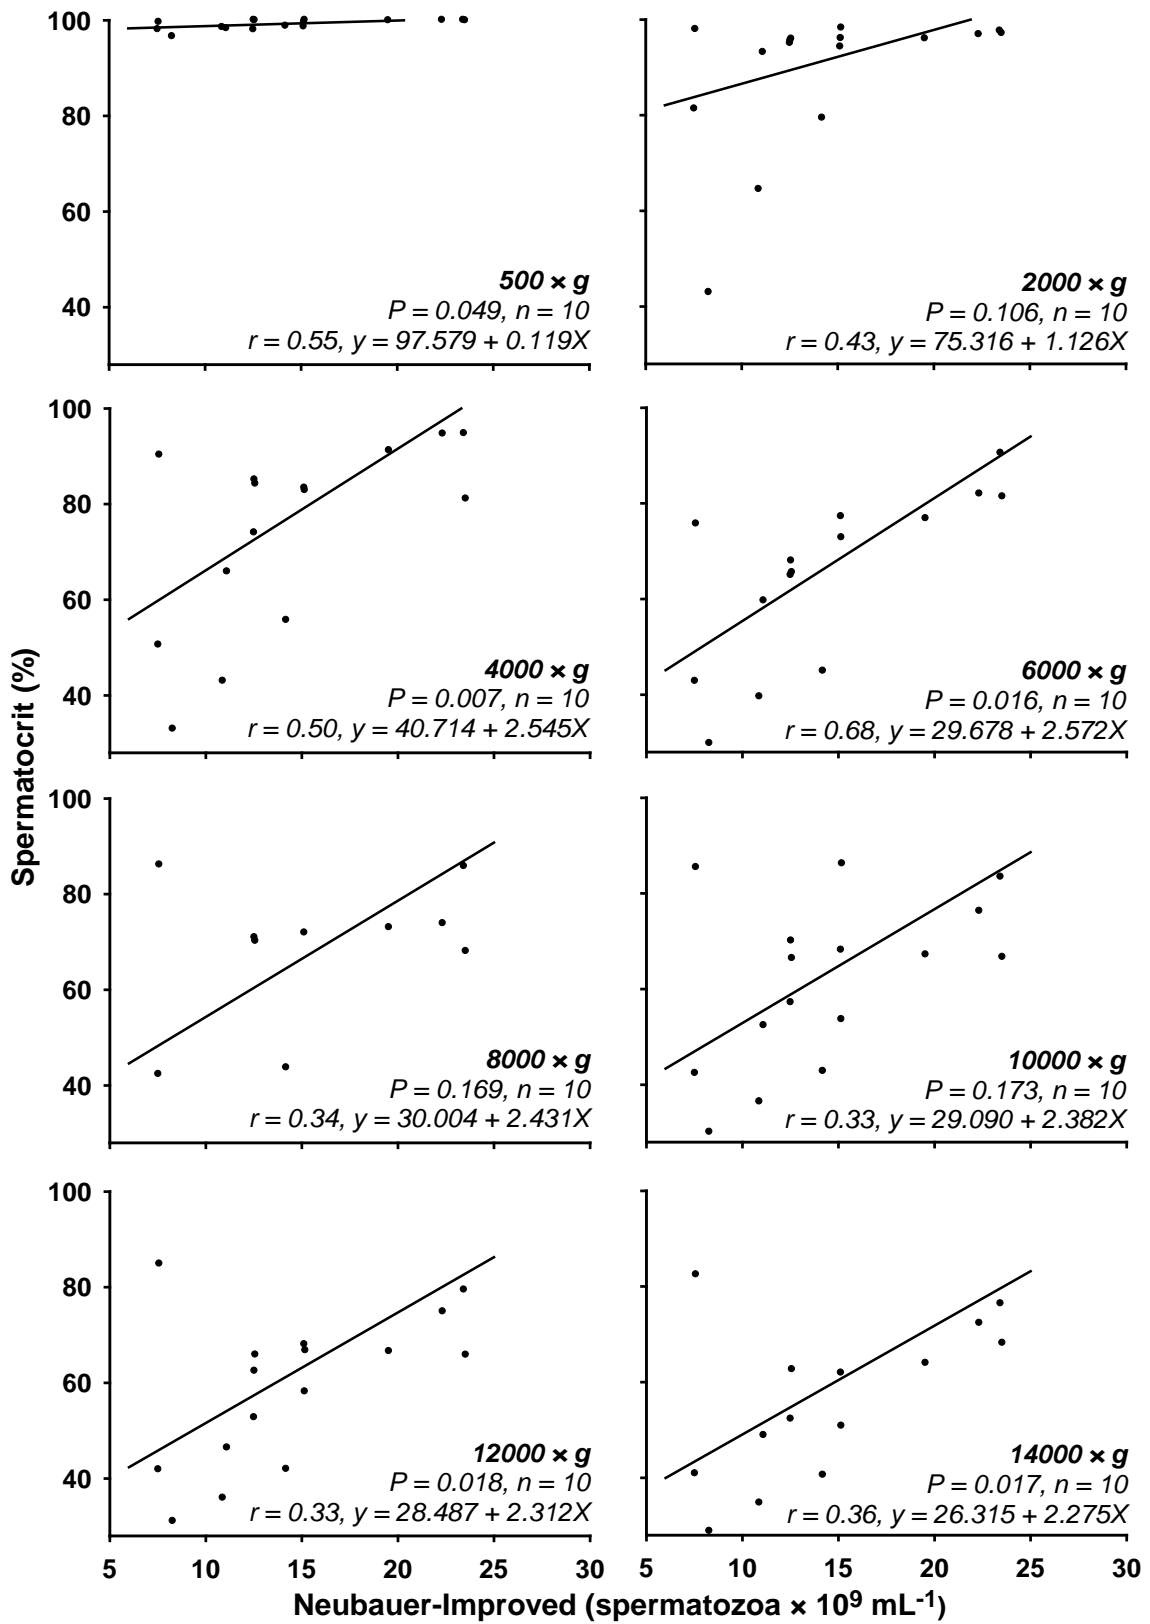 100
80
60
40
500 × g
P = 0.049, n = 10
r = 0.55, y = 97.579 + 0.119X
2000 × g
P = 0.106, n = 10
r = 0.43, y = 75.316 + 1.126X
100
80
60
40
4000 × g
P = 0.007, n = 10
r = 0.50, y = 40.714 + 2.545X
6000 × g
P = 0.016, n = 10
r = 0.68, y = 29.678 + 2.572X
Spermatocrit (%)
100
80
60
40
8000 × g
P = 0.169, n = 10
r = 0.34, y = 30.004 + 2.431X
10000 × g
P = 0.173, n = 10
r = 0.33, y = 29.090 + 2.382X
100
80
60
40
12000 × g
P = 0.018, n = 10
r = 0.33, y = 28.487 + 2.312X
14000 × g
P = 0.017, n = 10
r = 0.36, y = 26.315 + 2.275X
5 10 15 20 25 30
5 10 15 20 25 30
Neubauer-Improved (spermatozoa × 10⁹ mL⁻¹)